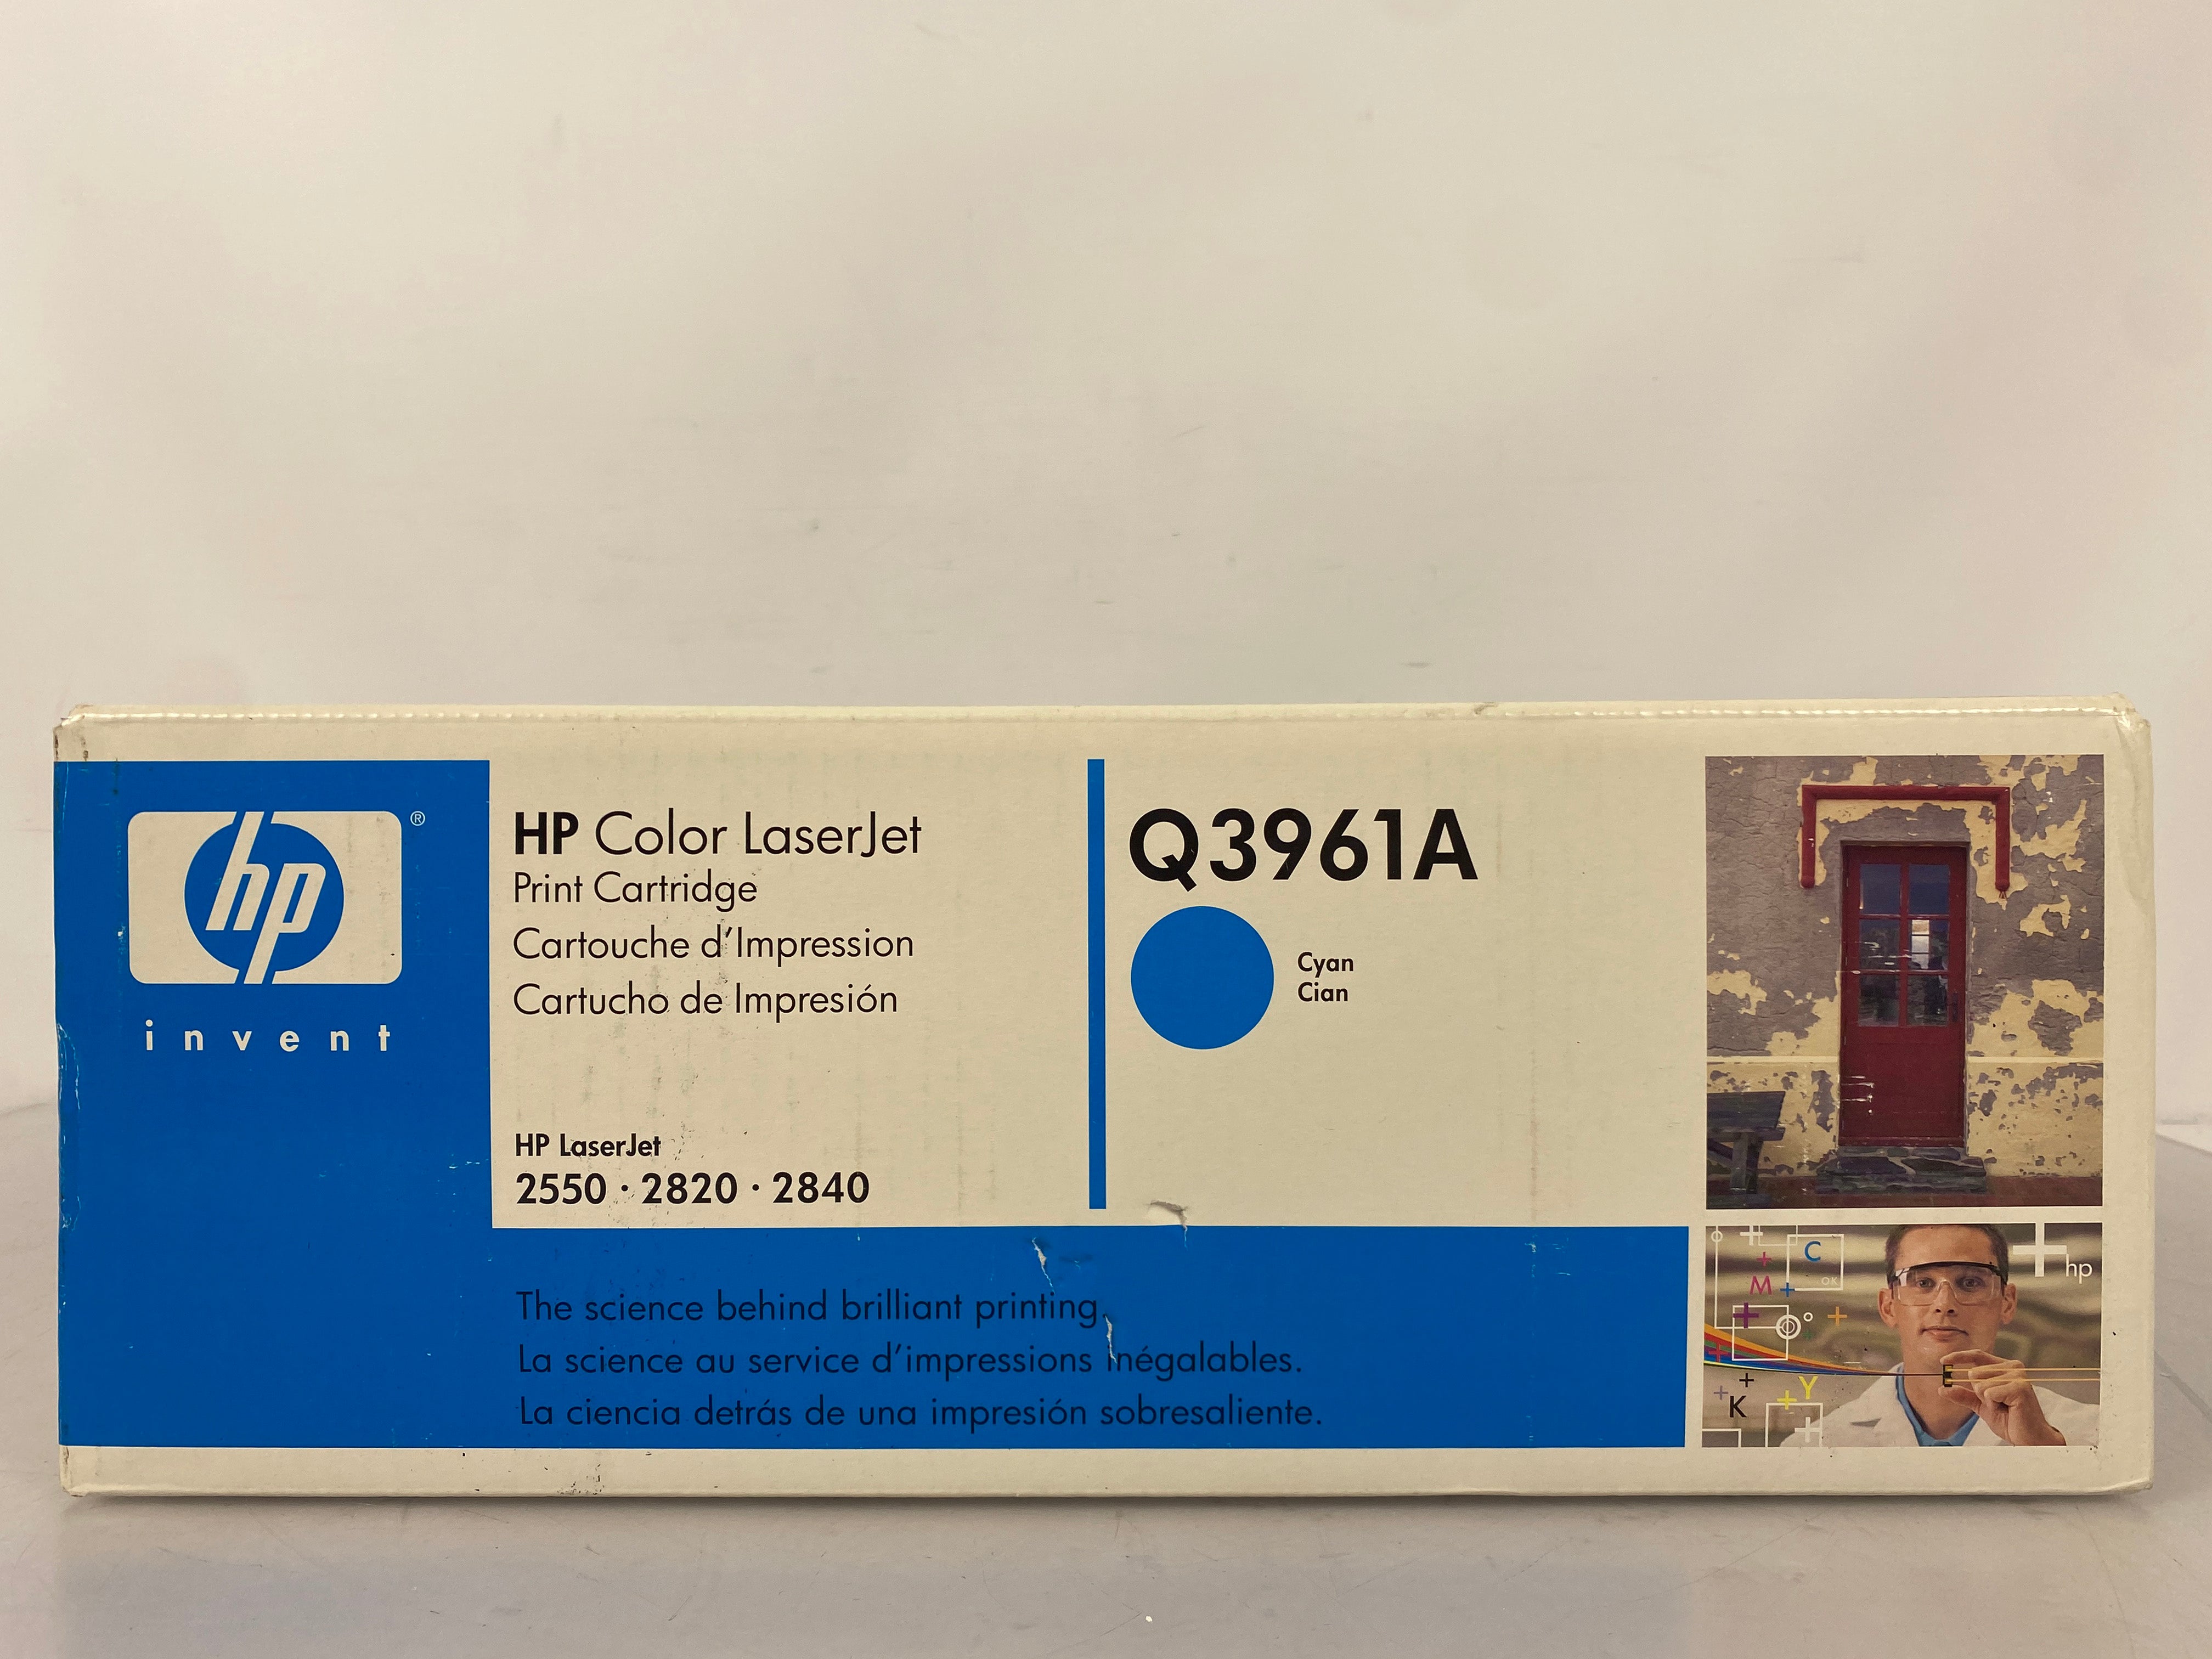 hp®
invent
HP Color LaserJet
Print Cartridge
Cartouche d'Impression
Cartucho de Impresión
HP LaserJet
2550 · 2820 · 2840
Q3961A
Cyan
Cian
The science behind brilliant printing.
La science au service d'impressions inégalables.
La ciencia detrás de una impresión sobresaliente.
C
OK
M
hp
Y
K